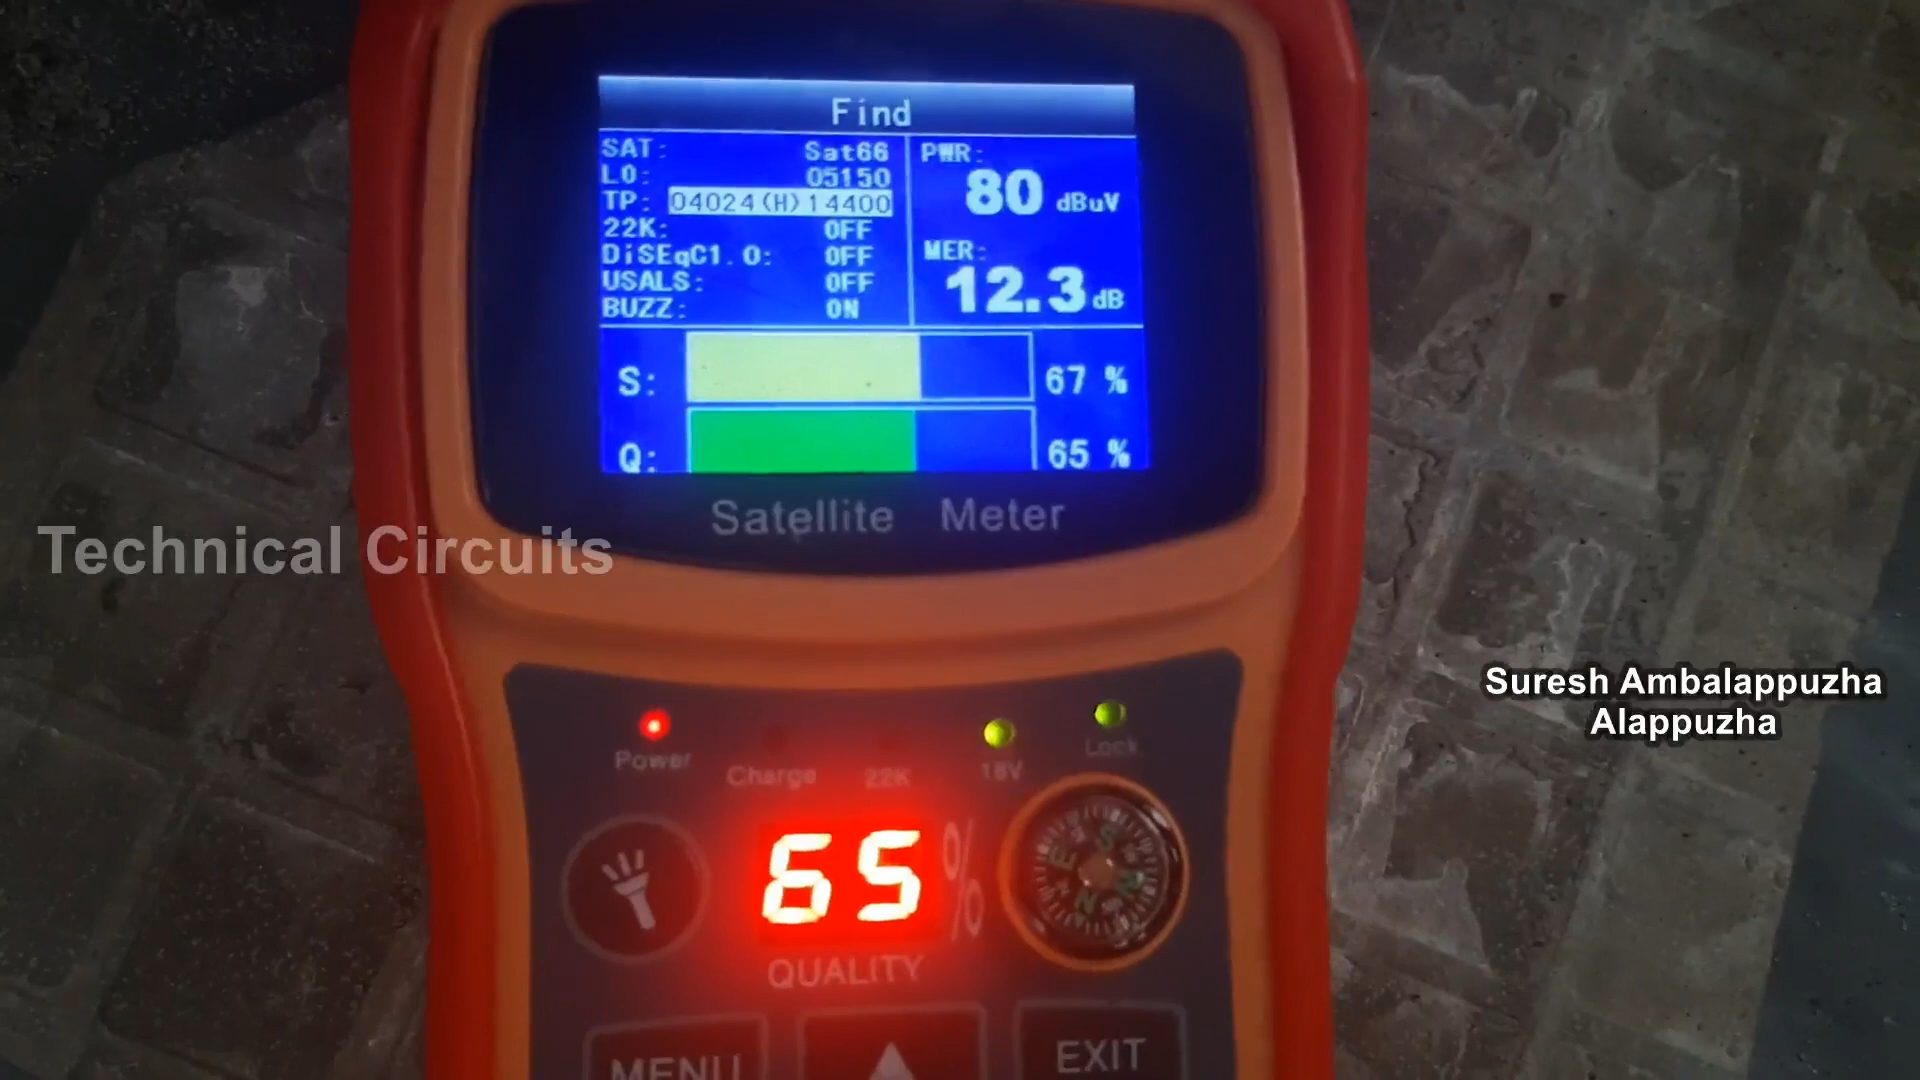 Find
SAT: Sat66
LO: 05150
TP: 04024(H)14400
22K: OFF
DiSEqC1.0: OFF
USALS: OFF
BUZZ: ON
PWR:
80 dBuV
MER:
12.3 dB
S: 67 %
Q: 65 %
Satellite Meter
Technical Circuits
Suresh Ambalappuzha
Alappuzha
Power
Charge
22K
18V
Lock
65 %
QUALITY
E
S
N
MENU
EXIT